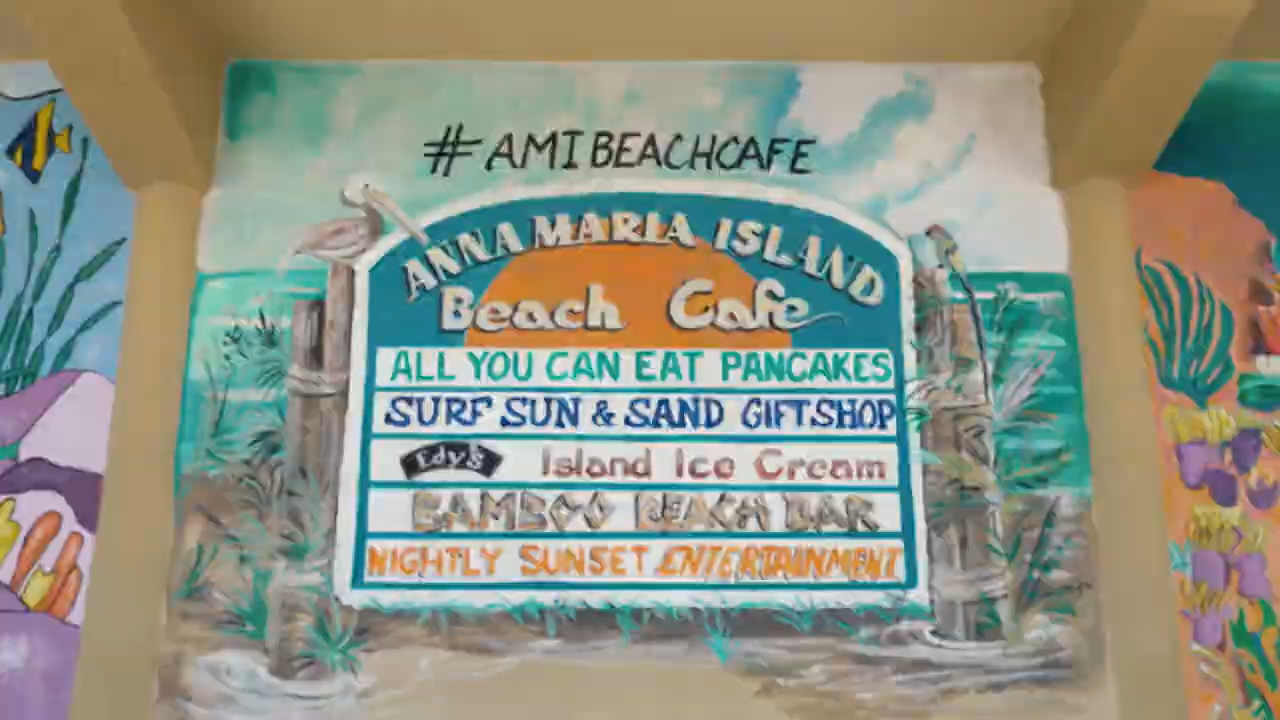 #AMIBEACHCAFE
ANNA MARIA ISLAND
Beach Cafe
ALL YOU CAN EAT PANCAKES
SURF SUN & SAND GIFTSHOP
Edy's Island Ice Cream
BAMBOO BEACH BAR
NIGHTLY SUNSET ENTERTAINMENT